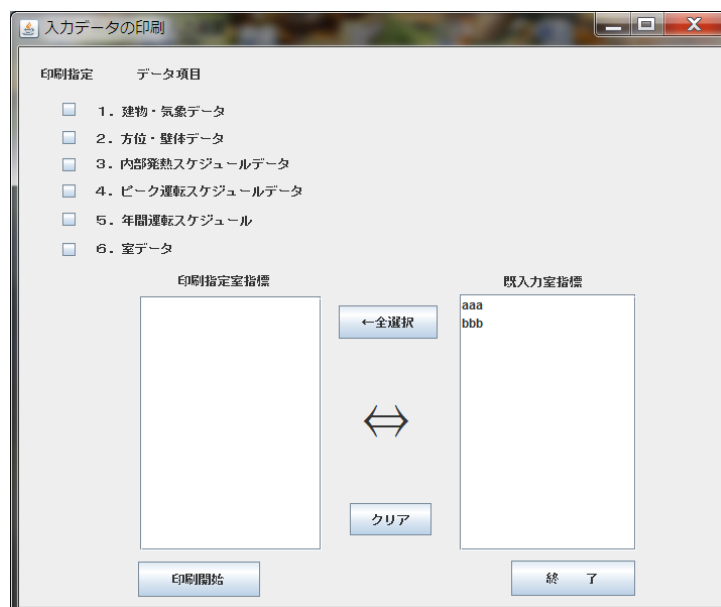 入力データの印刷
印刷指定 データ項目
1. 建物・気象データ
2. 方位・壁体データ
3. 内部発熱スケジュールデータ
4. ピーク運転スケジュールデータ
5. 年間運転スケジュール
6. 室データ
印刷指定室指標 既入力室指標
aaa
←全選択
bbb
⇔
クリア
印刷開始 終 了